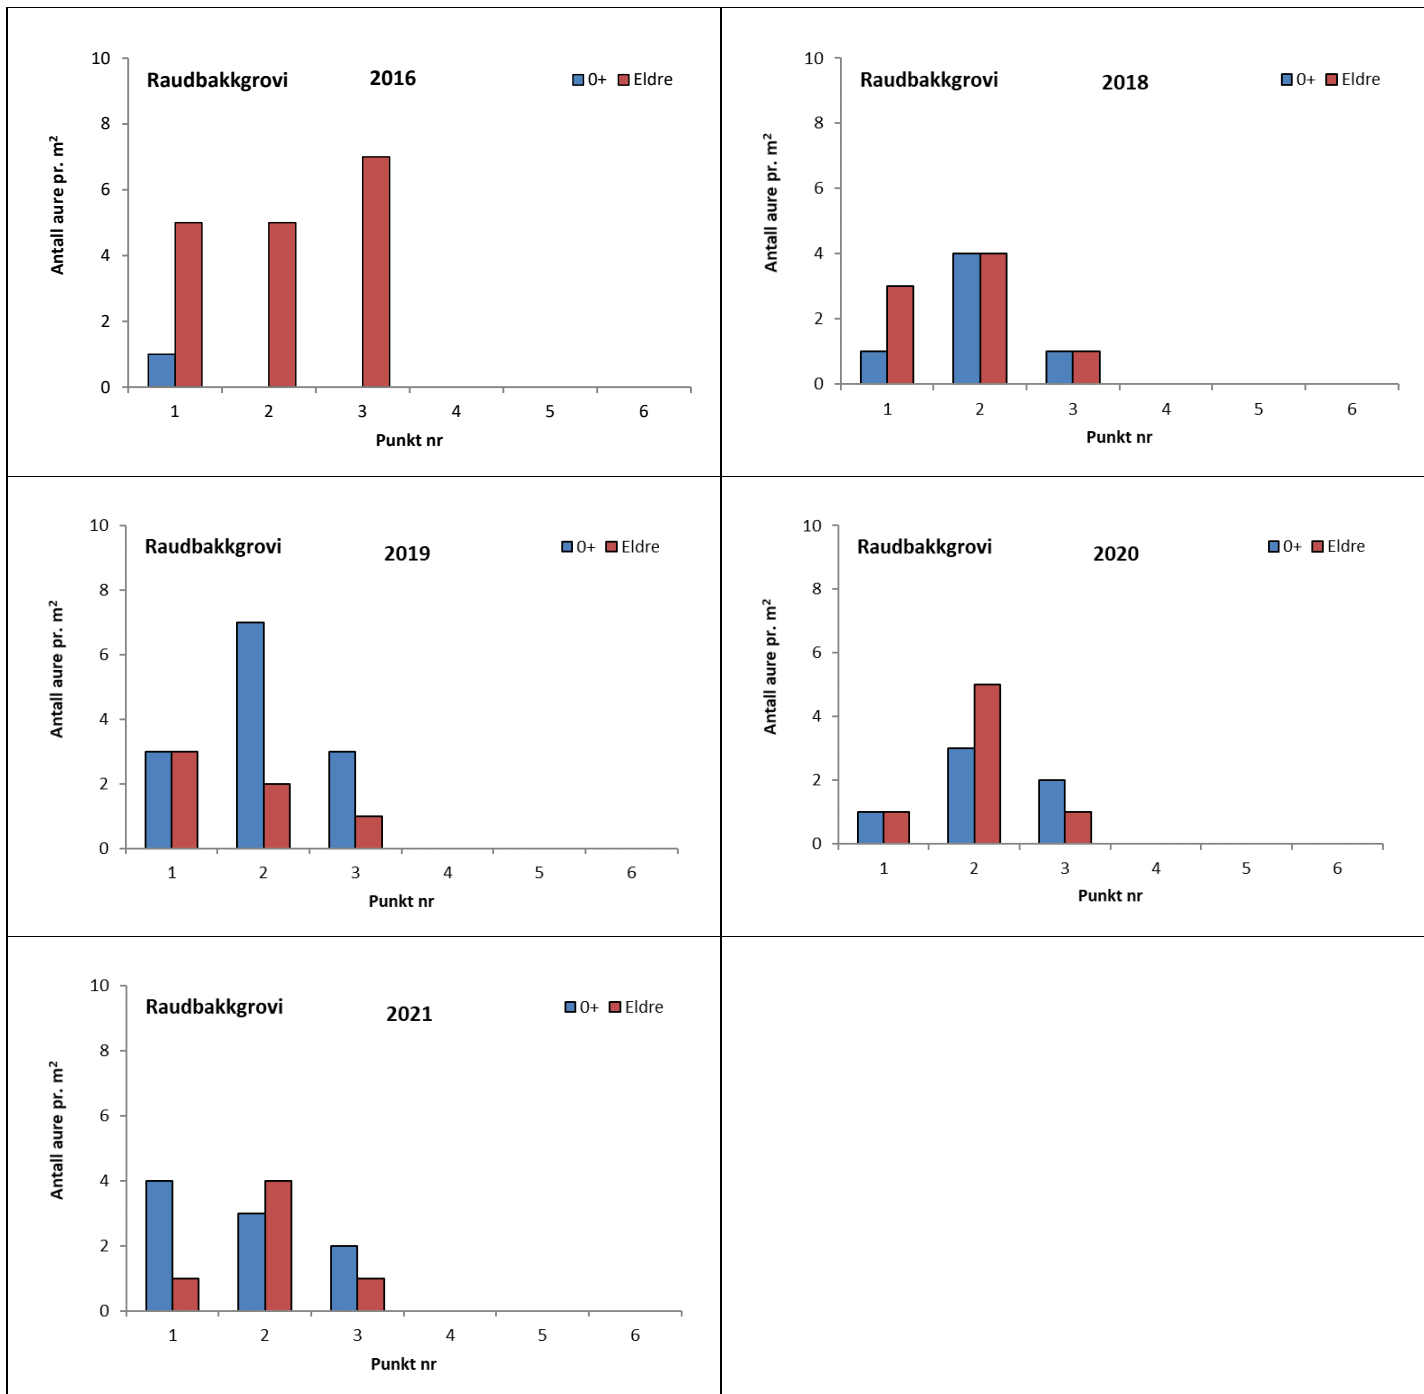 Raudbakkgrovi 2016 0+ Eldre
Antall aure pr. m²
10
8
6
4
2
0
1 2 3 4 5 6
Punkt nr
Raudbakkgrovi 2018 0+ Eldre
Antall aure pr. m²
10
8
6
4
2
0
1 2 3 4 5 6
Punkt nr
Raudbakkgrovi 2019 0+ Eldre
Antall aure pr. m²
10
8
6
4
2
0
1 2 3 4 5 6
Punkt nr
Raudbakkgrovi 2020 0+ Eldre
Antall aure pr. m²
10
8
6
4
2
0
1 2 3 4 5 6
Punkt nr
Raudbakkgrovi 2021 0+ Eldre
Antall aure pr. m²
10
8
6
4
2
0
1 2 3 4 5 6
Punkt nr